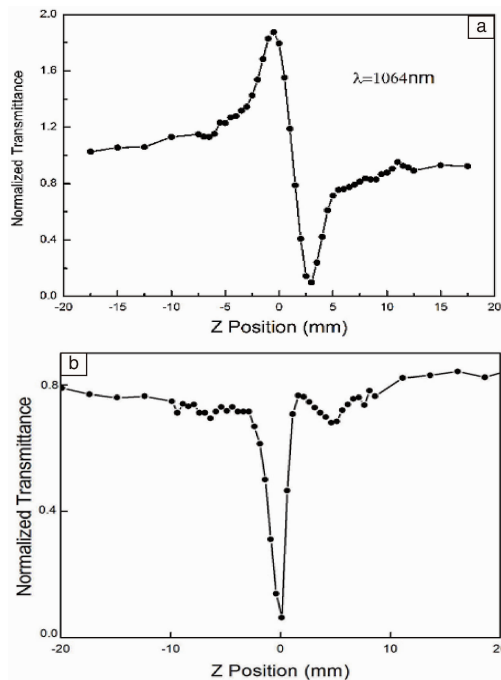 a
2.0
1.6
1.2
0.8
0.4
0.0
Normalized Transmittance
λ=1064nm
-20 -15 -10 -5 0 5 10 15 20
Z Position (mm)
b
0.8
0.4
0.0
Normalized Transmittance
-20 -10 0 10 20
Z Position (mm)